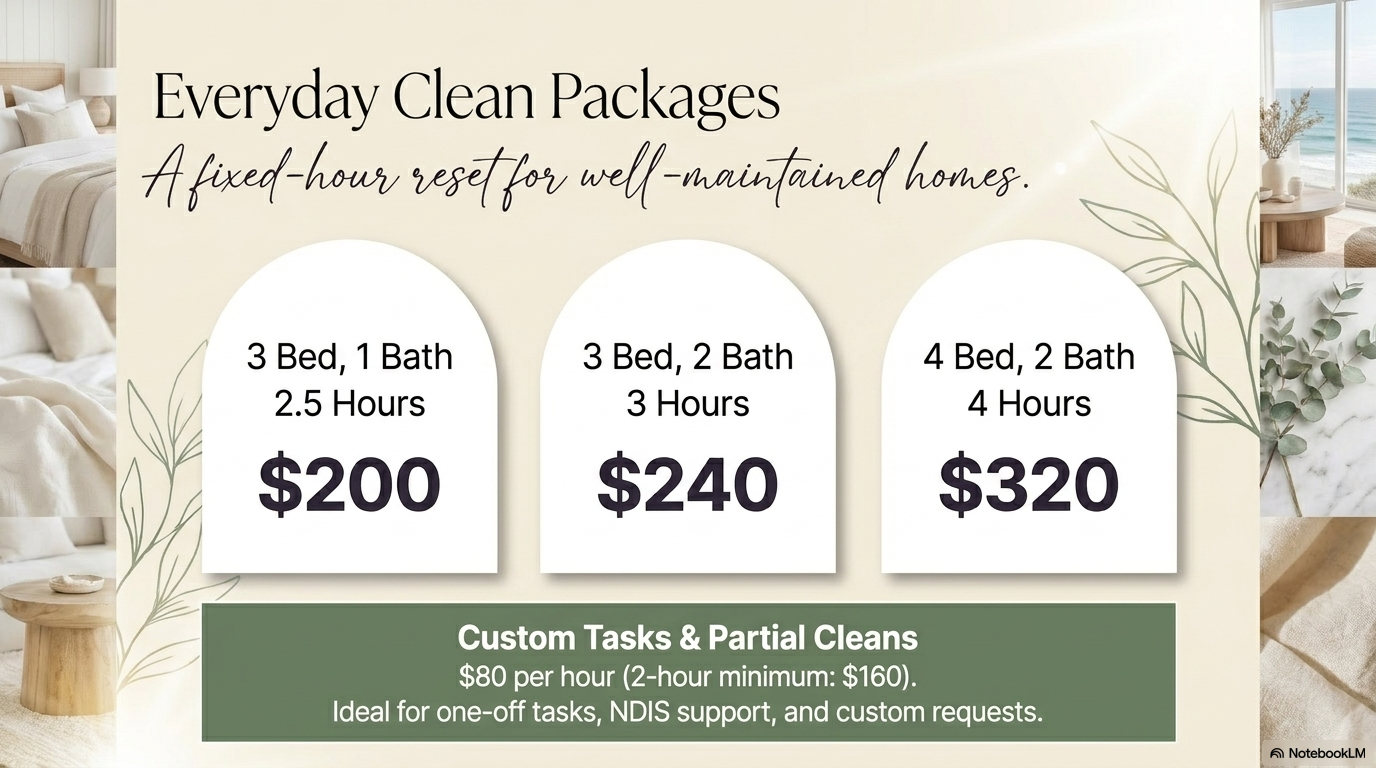 Everyday Clean Packages
A fixed-hour reset for well-maintained homes.
3 Bed, 1 Bath
2.5 Hours
$200
3 Bed, 2 Bath
3 Hours
$240
4 Bed, 2 Bath
4 Hours
$320
Custom Tasks & Partial Cleans
$80 per hour (2-hour minimum: $160).
Ideal for one-off tasks, NDIS support, and custom requests.
NotebookLM